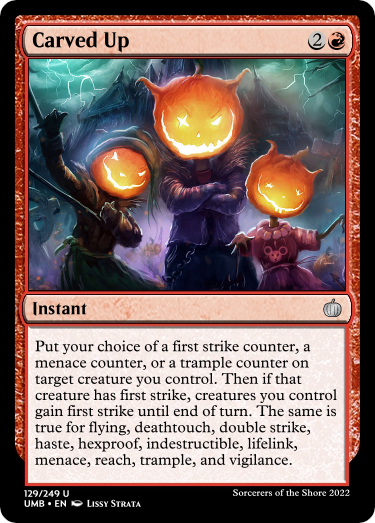 Carved Up 2
Instant
Put your choice of a first strike counter, a
menace counter, or a trample counter on
target creature you control. Then if that
creature has first strike, creatures you control
gain first strike until end of turn. The same is
true for flying, deathtouch, double strike,
haste, hexproof, indestructible, lifelink,
menace, reach, trample, and vigilance.
129/249 U
UMB • EN Lissy Strata
Sorcerers of the Shore 2022